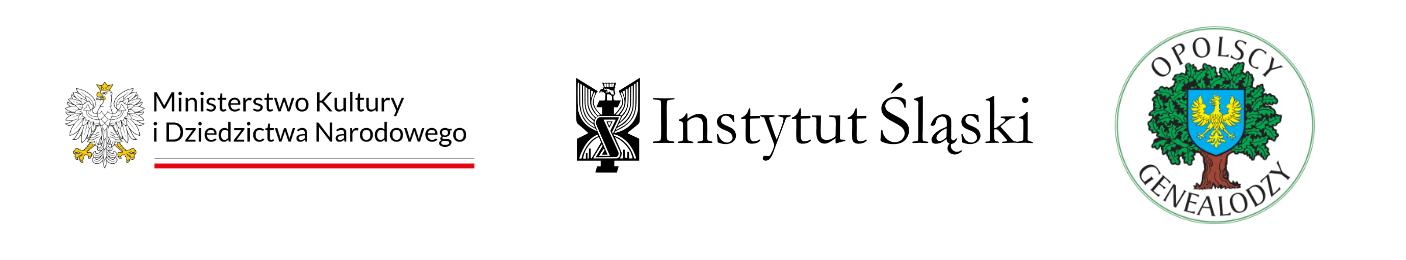 Ministerstwo Kultury
i Dziedzictwa Narodowego
Instytut Śląski
OPOLSCY
GENEALODZY